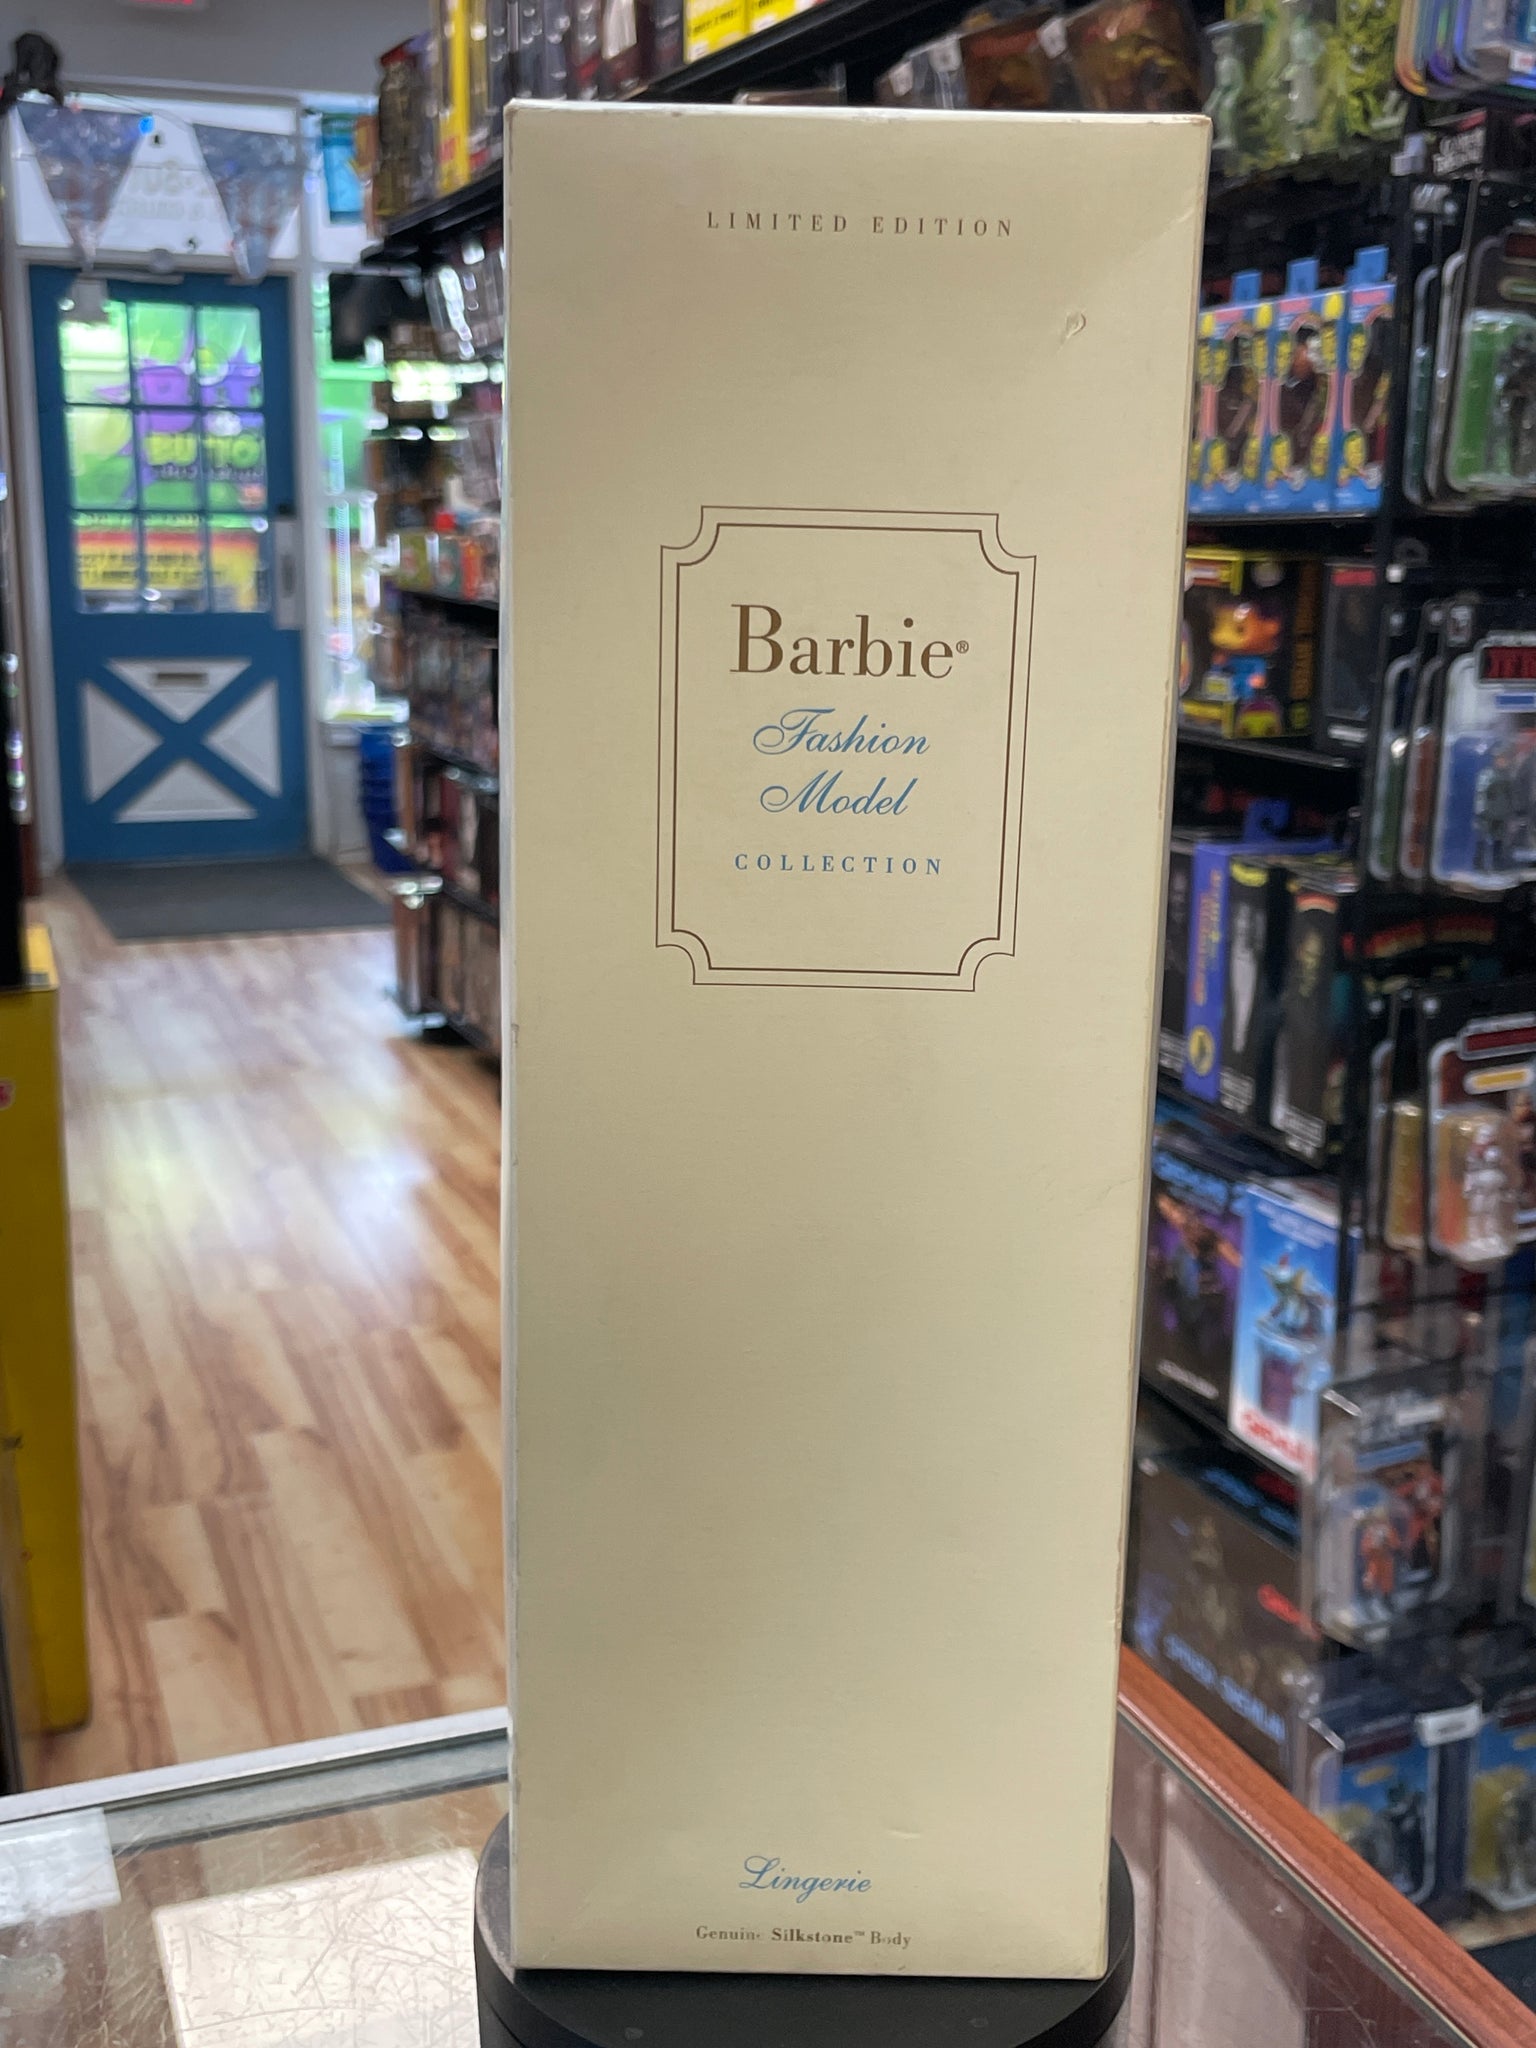 LIMITED EDITION
Barbie®
Fashion
Model
COLLECTION
Lingerie
Genuine Silkstone™ Body